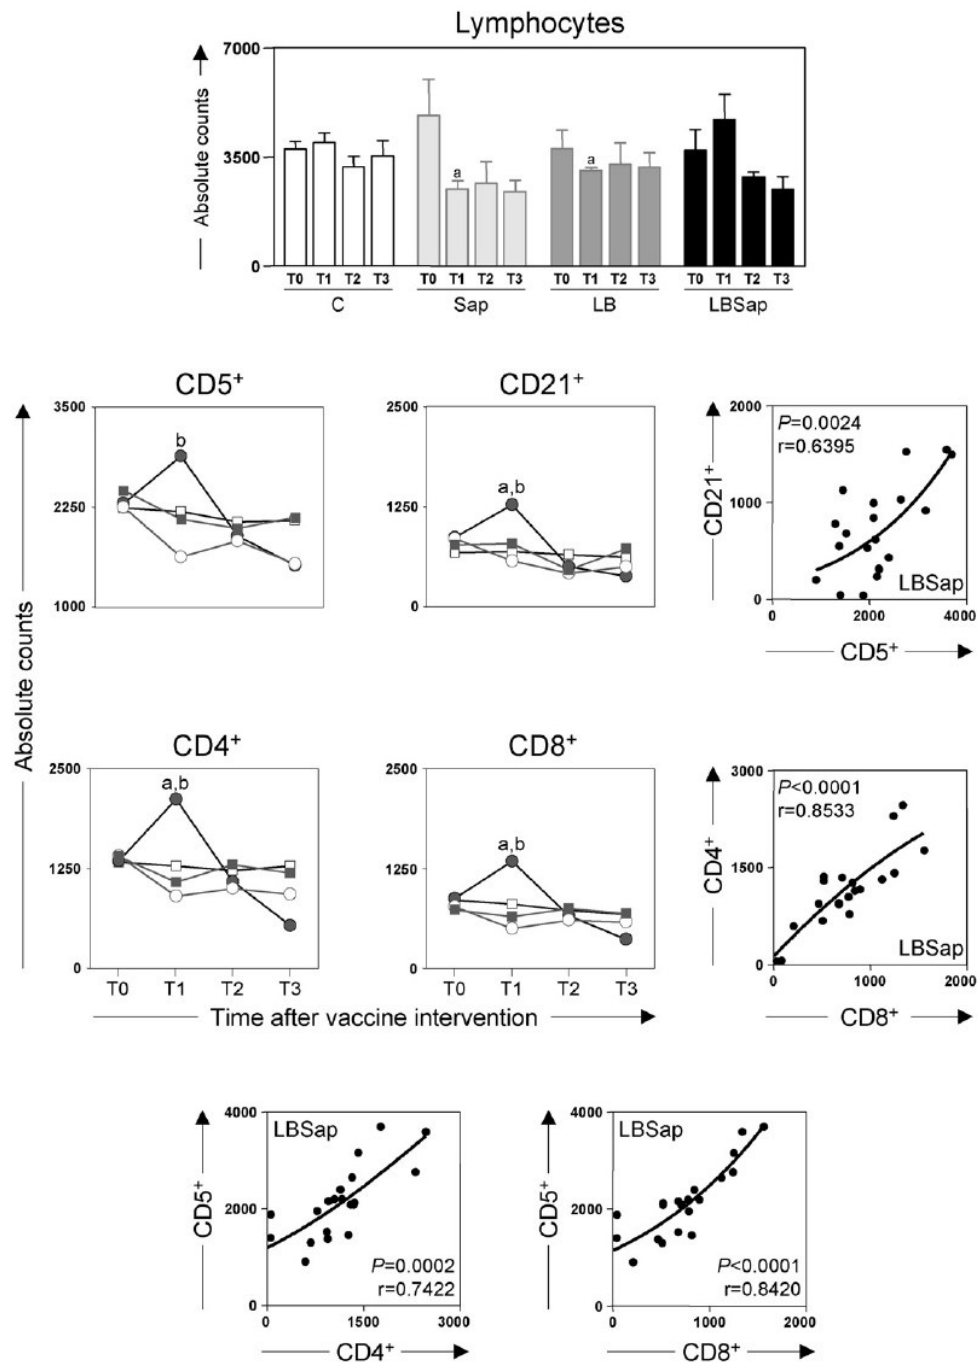 Lymphocytes
Absolute counts
7000
3500
0
a
a
T0 T1 T2 T3 T0 T1 T2 T3 T0 T1 T2 T3 T0 T1 T2 T3
C Sap LB LBSap
Absolute counts
CD5+
3500
2250
1000
b
CD21+
2500
1250
0
a,b
CD21+
2000
1000
0
P=0.0024
r=0.6395
LBSap
0 2000 4000
CD5+
CD4+
2500
1250
0
a,b
T0 T1 T2 T3
CD8+
2500
1250
0
a,b
T0 T1 T2 T3
Time after vaccine intervention
CD4+
3000
1500
0
P<0.0001
r=0.8533
LBSap
0 1000 2000
CD8+
CD5+
4000
2000
0
LBSap
P=0.0002
r=0.7422
0 1500 3000
CD4+
CD5+
4000
2000
0
LBSap
P<0.0001
r=0.8420
0 1000 2000
CD8+